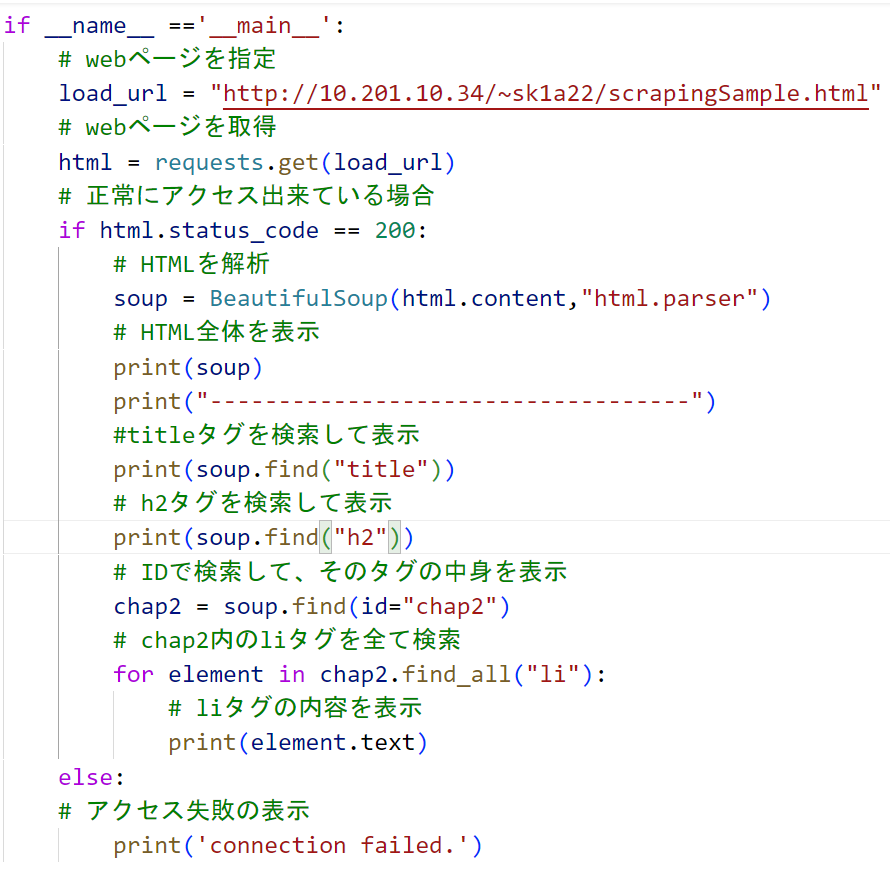 if __name__ =='__main__':
    # webページを指定
    load_url = "http://10.201.10.34/~sk1a22/scrapingSample.html"
    # webページを取得
    html = requests.get(load_url)
    # 正常にアクセス出来ている場合
    if html.status_code == 200:
        # HTMLを解析
        soup = BeautifulSoup(html.content,"html.parser")
        # HTML全体を表示
        print(soup)
        print("-----------------------------------")
        #titleタグを検索して表示
        print(soup.find("title"))
        # h2タグを検索して表示
        print(soup.find("h2"))
        # IDで検索して、そのタグの中身を表示
        chap2 = soup.find(id="chap2")
        # chap2内のliタグを全て検索
        for element in chap2.find_all("li"):
            # liタグの内容を表示
            print(element.text)
    else:
    # アクセス失敗の表示
        print('connection failed.')